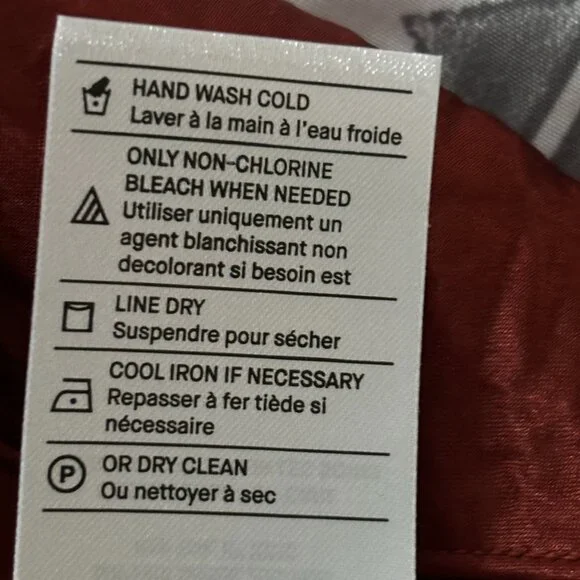 HAND WASH COLD
Laver à la main à l'eau froide
ONLY NON-CHLORINE
BLEACH WHEN NEEDED
Utiliser uniquement un
agent blanchissant non
decolorant si besoin est
LINE DRY
Suspendre pour sécher
COOL IRON IF NECESSARY
Repasser à fer tiède si
nécessaire
P
OR DRY CLEAN
Ou nettoyer à sec